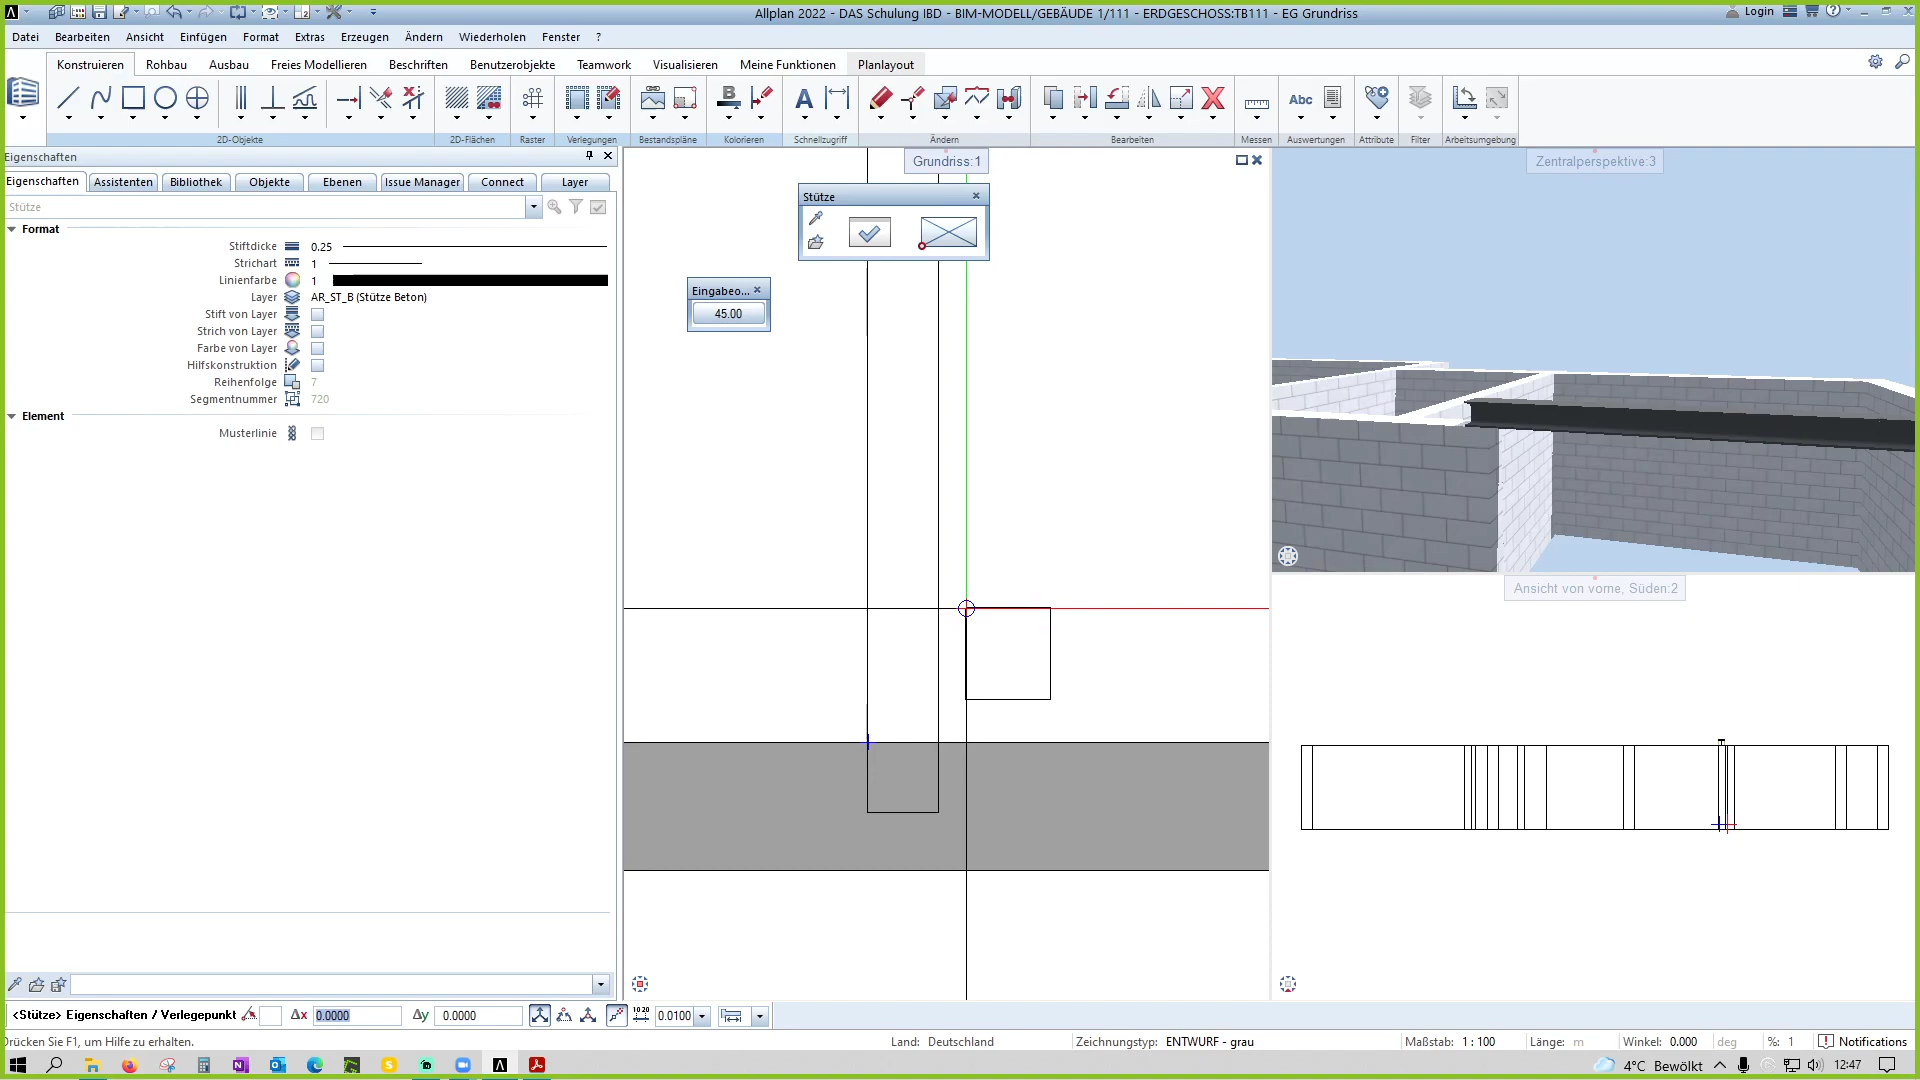 Allplan 2022 - DAS Schulung IBD - BIM-MODELL/GEBÄUDE 1/111 - ERDGESCHOSS:TB111 - EG Grundriss
Login
Datei Bearbeiten Ansicht Einfügen Format Extras Erzeugen Ändern Wiederholen Fenster ?
Konstruieren Rohbau Ausbau Freies Modellieren Beschriften Benutzerobjekte Teamwork Visualisieren Meine Funktionen Planlayout
Abc
2D-Objekte 2D-Flächen Raster Verlegungen Bestandspläne Kolorieren Schnellzugriff Ändern Bearbeiten Messen Auswertungen Attribute Filter Arbeitsumgebung
Eigenschaften
Eigenschaften Assistenten Bibliothek Objekte Ebenen Issue Manager Connect Layer
Stütze
Format
Stiftdicke 0.25
Strichart 1
Linienfarbe 1
Layer AR_ST_B (Stütze Beton)
Stift von Layer
Strich von Layer
Farbe von Layer
Hilfskonstruktion
Reihenfolge 7
Segmentnummer 720
Element
Musterlinie
Grundriss:1
Stütze
Eingabeo...
45.00
Zentralperspektive:3
Ansicht von vorne, Süden:2
<Stütze> Eigenschaften / Verlegepunkt Δx 0.0000 Δy 0.0000 0.0100
Drücken Sie F1, um Hilfe zu erhalten. Land: Deutschland Zeichnungstyp: ENTWURF - grau Maßstab: 1 : 100 Länge: m Winkel: 0.000 deg %: 1 Notifications
4°C Bewölkt 12:47